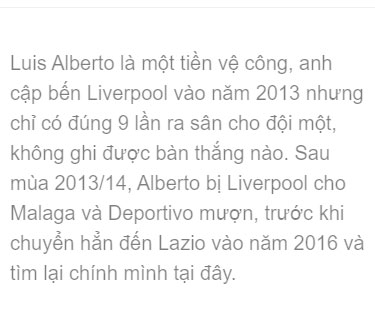 Luis Alberto là một tiền vệ công, anh
cập bến Liverpool vào năm 2013 nhưng
chỉ có đúng 9 lần ra sân cho đội một,
không ghi được bàn thắng nào. Sau
mùa 2013/14, Alberto bị Liverpool cho
Malaga và Deportivo mượn, trước khi
chuyển hẳn đến Lazio vào năm 2016 và
tìm lại chính mình tại đây.